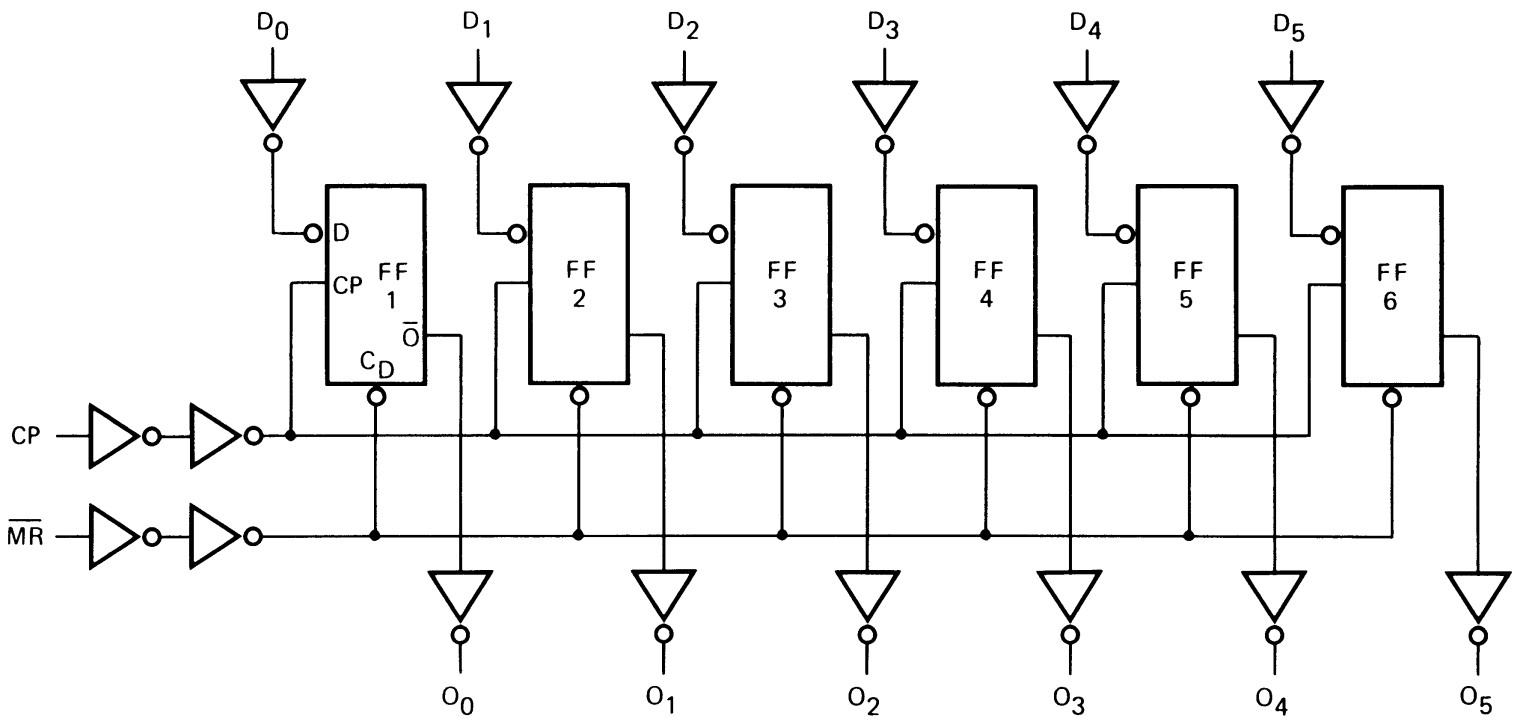 D0 D1 D2 D3 D4 D5
D
CP FF 1
O̅
CD
FF 2
FF 3
FF 4
FF 5
FF 6
CP
M̅R̅
O0 O1 O2 O3 O4 O5